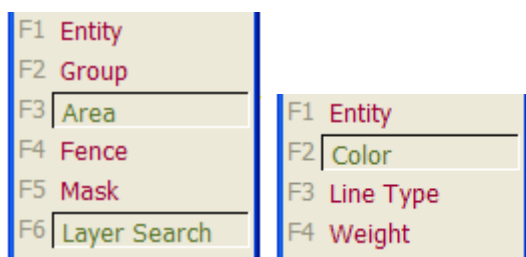 F1 Entity
F2 Group
F3 Area
F4 Fence
F5 Mask
F6 Layer Search
F1 Entity
F2 Color
F3 Line Type
F4 Weight